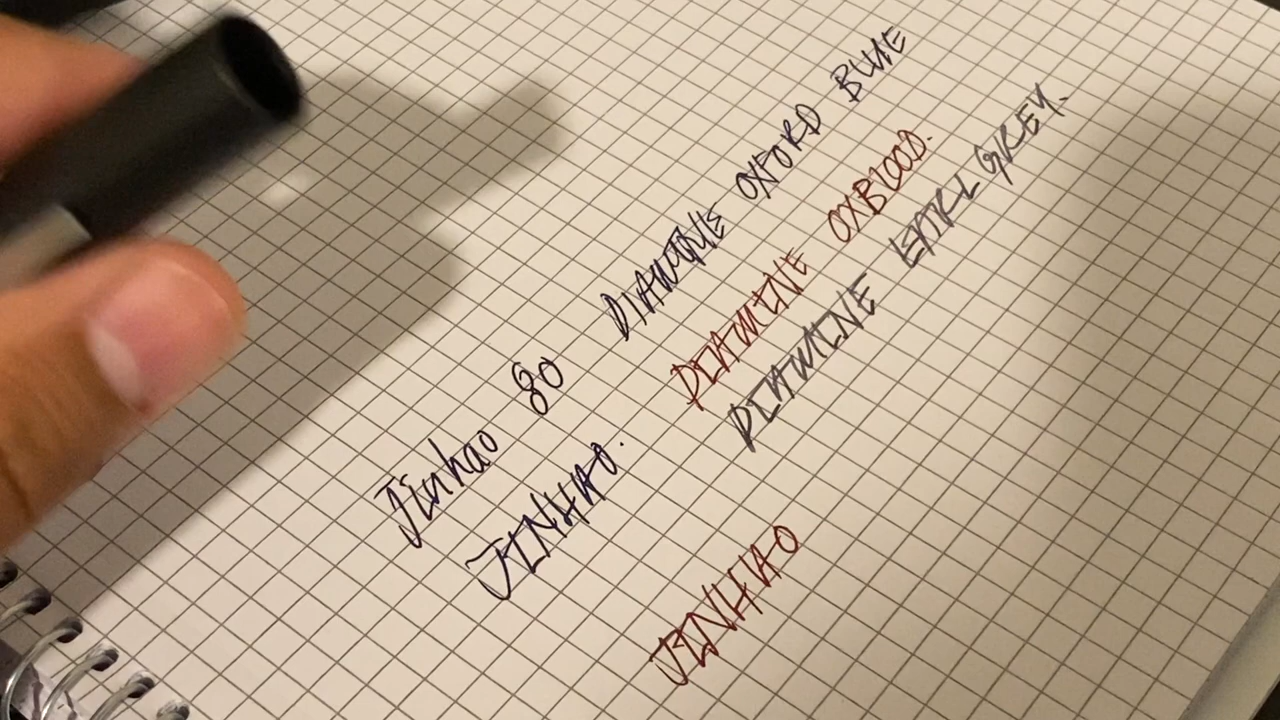 Jinhao 80 DIAMINE OXFORD BLUE
JINHAO. DIAMINE OXBLOOD.
DIAMINE EARL GREY.
JINHAO